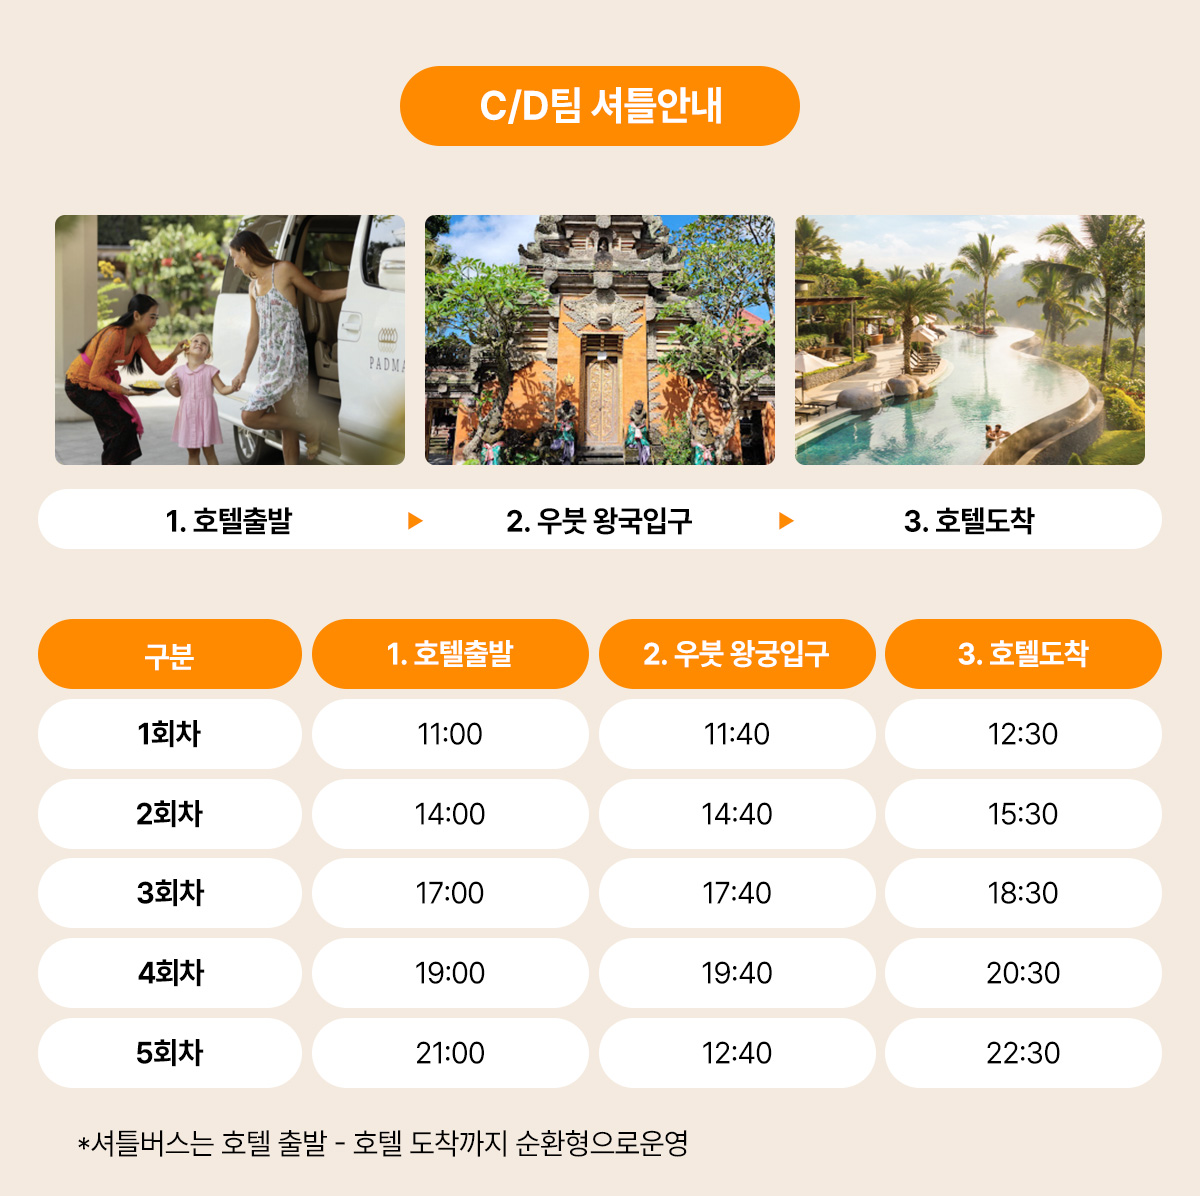 C/D팀 셔틀안내
PADMA
1. 호텔출발 ▶ 2. 우붓 왕국입구 ▶ 3. 호텔도착
구분 1. 호텔출발 2. 우붓 왕궁입구 3. 호텔도착
1회차 11:00 11:40 12:30
2회차 14:00 14:40 15:30
3회차 17:00 17:40 18:30
4회차 19:00 19:40 20:30
5회차 21:00 12:40 22:30
*셔틀버스는 호텔 출발 - 호텔 도착까지 순환형으로운영